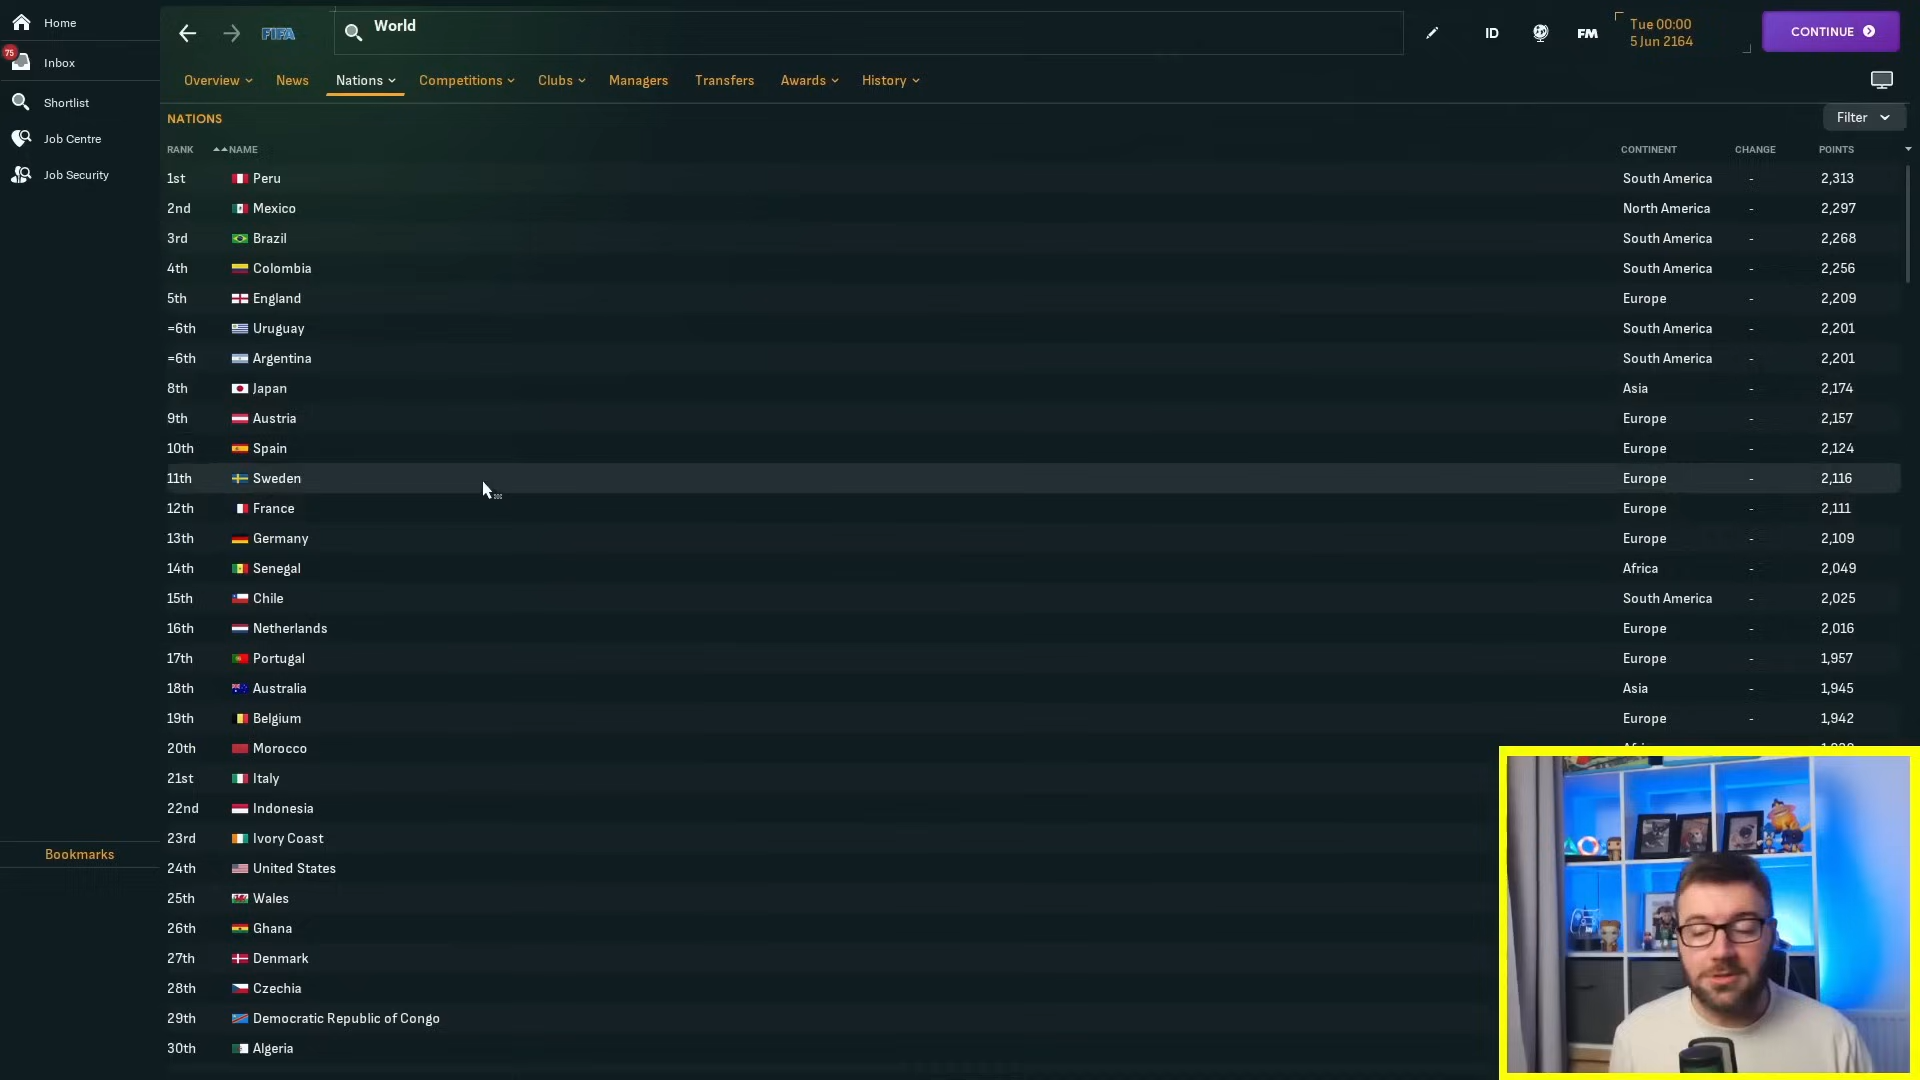 Home
75
Inbox
Shortlist
Job Centre
Job Security
Bookmarks
FIFA
World
ID
FM
Tue 00:00
5 Jun 2164
CONTINUE
Overview
News
Nations
Competitions
Clubs
Managers
Transfers
Awards
History
NATIONS
Filter
RANK NAME CONTINENT CHANGE POINTS
1st Peru South America - 2,313
2nd Mexico North America - 2,297
3rd Brazil South America - 2,268
4th Colombia South America - 2,256
5th England Europe - 2,209
=6th Uruguay South America - 2,201
=6th Argentina South America - 2,201
8th Japan Asia - 2,174
9th Austria Europe - 2,157
10th Spain Europe - 2,124
11th Sweden Europe - 2,116
12th France Europe - 2,111
13th Germany Europe - 2,109
14th Senegal Africa - 2,049
15th Chile South America - 2,025
16th Netherlands Europe - 2,016
17th Portugal Europe - 1,957
18th Australia Asia - 1,945
19th Belgium Europe - 1,942
20th Morocco
21st Italy
22nd Indonesia
23rd Ivory Coast
24th United States
25th Wales
26th Ghana
27th Denmark
28th Czechia
29th Democratic Republic of Congo
30th Algeria